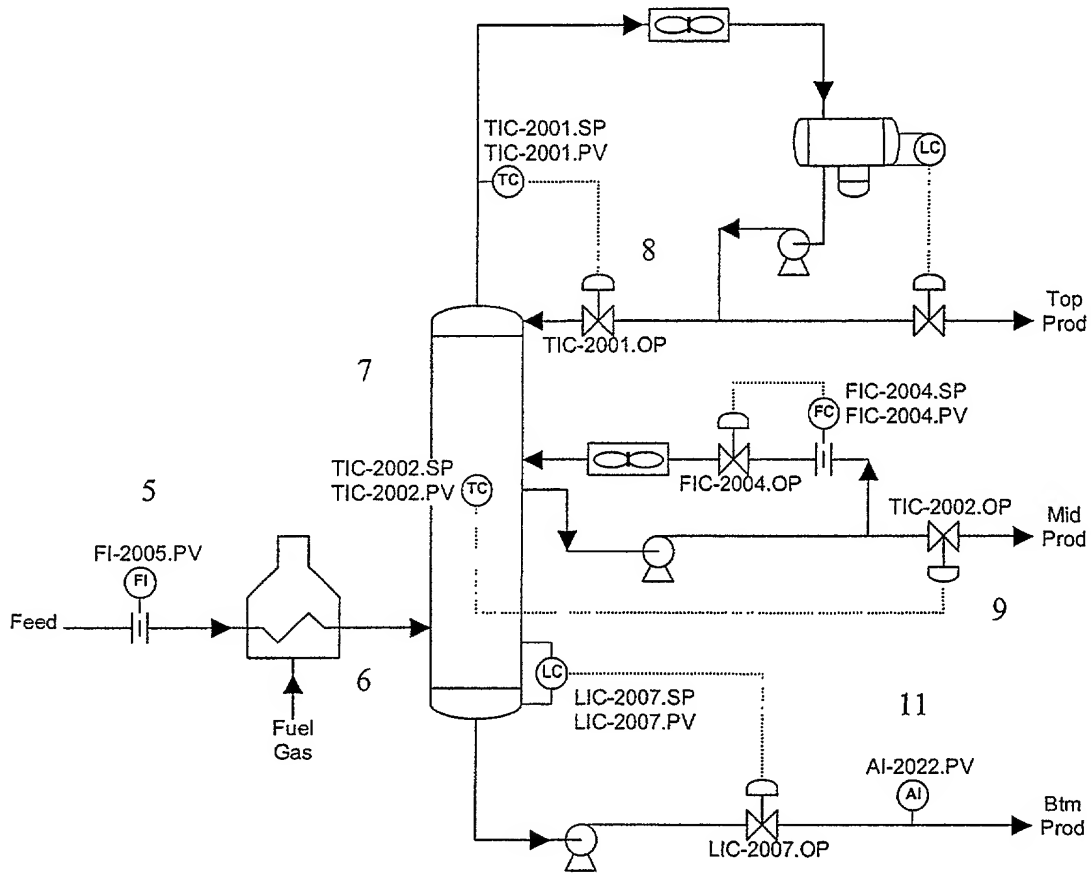 TIC-2001.SP
TIC-2001.PV
TC
LC
8
Top
Prod
TIC-2001.OP
7
FIC-2004.SP
FIC-2004.PV
FC
TIC-2002.SP
TIC-2002.PV
TC
FIC-2004.OP
TIC-2002.OP
Mid
Prod
5
FI-2005.PV
FI
Feed
9
6
LC
LIC-2007.SP
LIC-2007.PV
11
Fuel
Gas
AI-2022.PV
AI
Btm
Prod
LIC-2007.OP